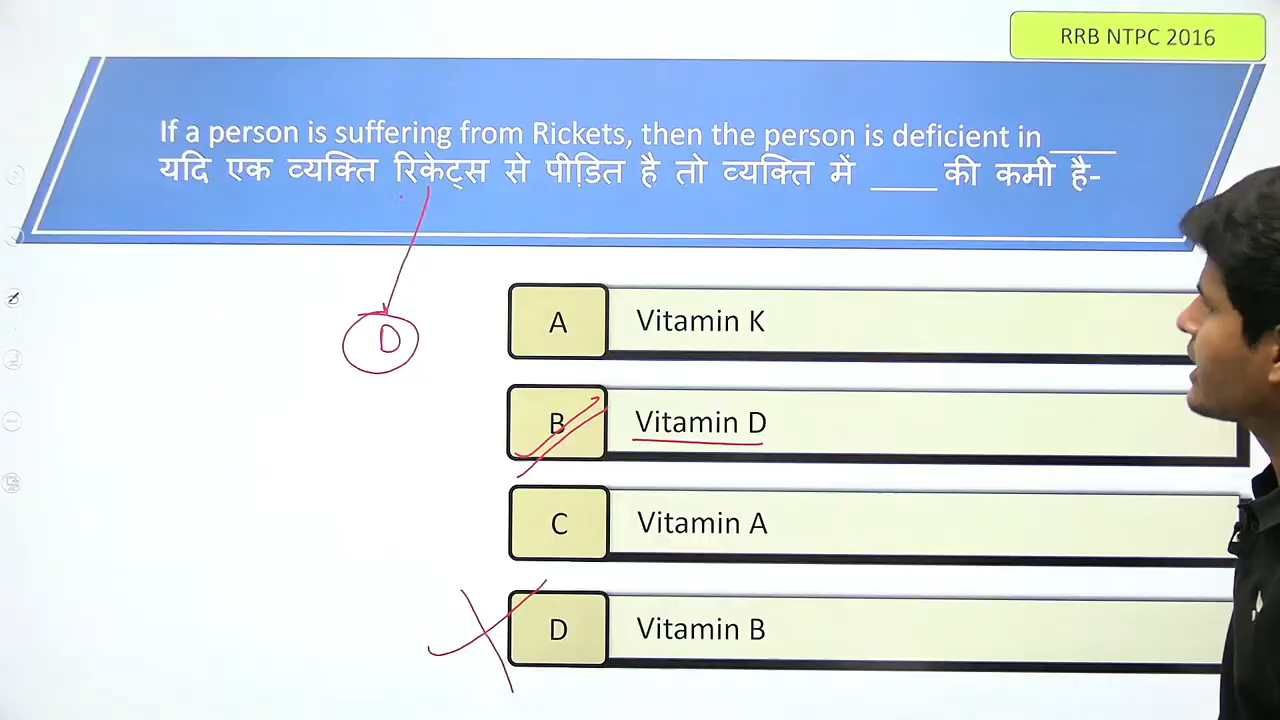 RRB NTPC 2016
If a person is suffering from Rickets, then the person is deficient in ____
यदि एक व्यक्ति रिकेट्स से पीड़ित है तो व्यक्ति में ____ की कमी है-
D
A Vitamin K
B Vitamin D
C Vitamin A
D Vitamin B